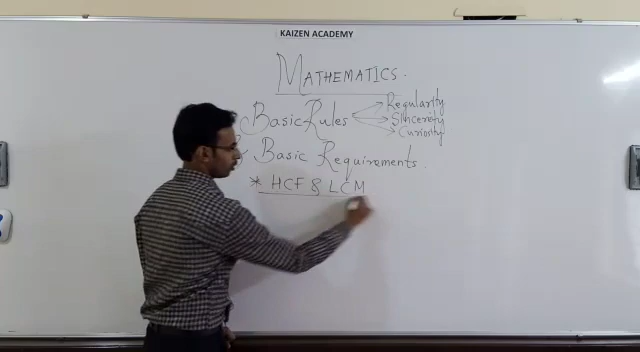 KAIZEN ACADEMY
MATHEMATICS.
Basic Rules
Regularity
Sincerity
Curiosity
Basic Requirements.
* HCF & LCM